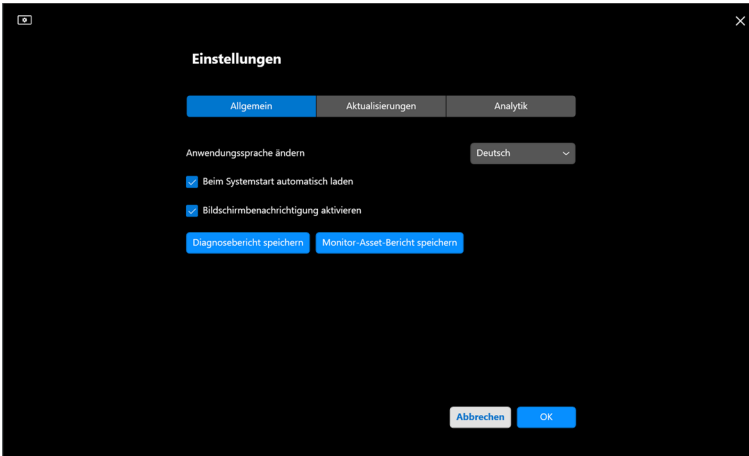 Einstellungen
Allgemein Aktualisierungen Analytik
Anwendungssprache ändern Deutsch
Beim Systemstart automatisch laden
Bildschirmbenachrichtigung aktivieren
Diagnosebericht speichern Monitor-Asset-Bericht speichern
Abbrechen OK